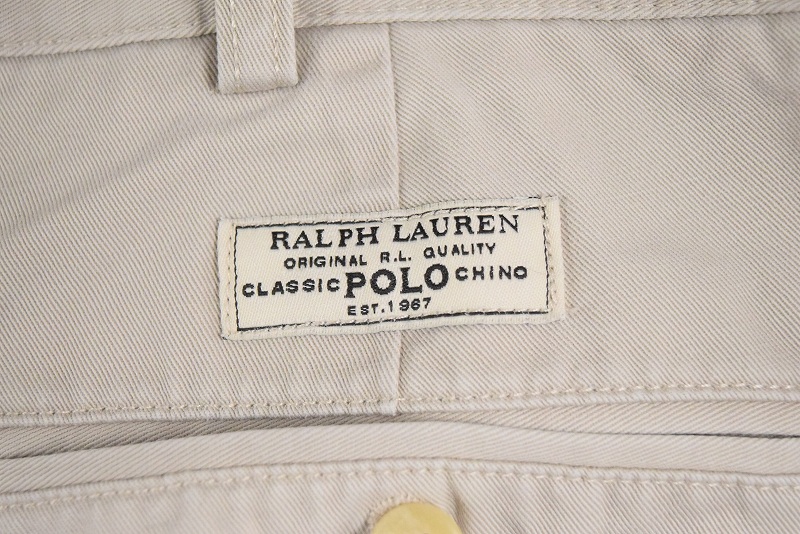 RALPH LAUREN
ORIGINAL R.L. QUALITY
CLASSIC POLO CHINO
EST. 1967